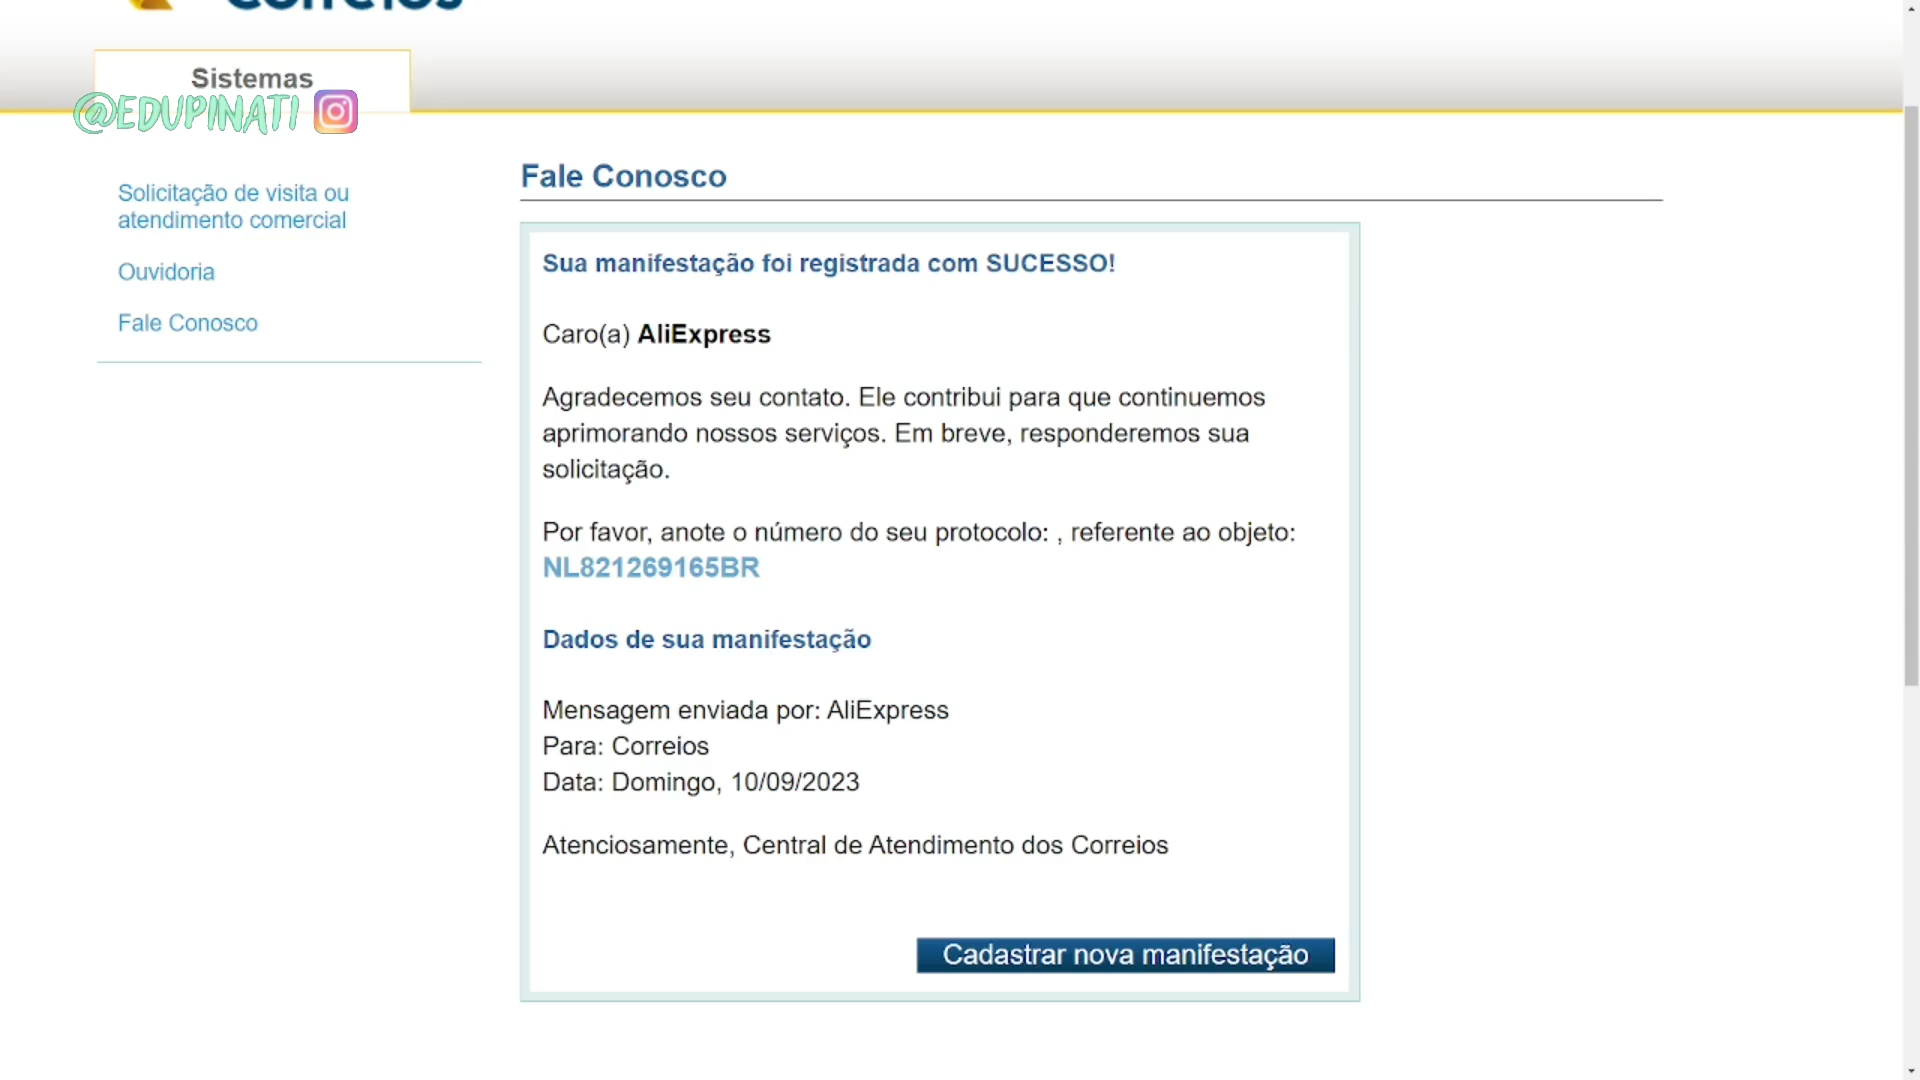 Correios
Sistemas
@EDUPINATI
Solicitação de visita ou
atendimento comercial
Ouvidoria
Fale Conosco
Fale Conosco
Sua manifestação foi registrada com SUCESSO!
Caro(a) AliExpress
Agradecemos seu contato. Ele contribui para que continuemos
aprimorando nossos serviços. Em breve, responderemos sua
solicitação.
Por favor, anote o número do seu protocolo: , referente ao objeto:
NL821269165BR
Dados de sua manifestação
Mensagem enviada por: AliExpress
Para: Correios
Data: Domingo, 10/09/2023
Atenciosamente, Central de Atendimento dos Correios
Cadastrar nova manifestação